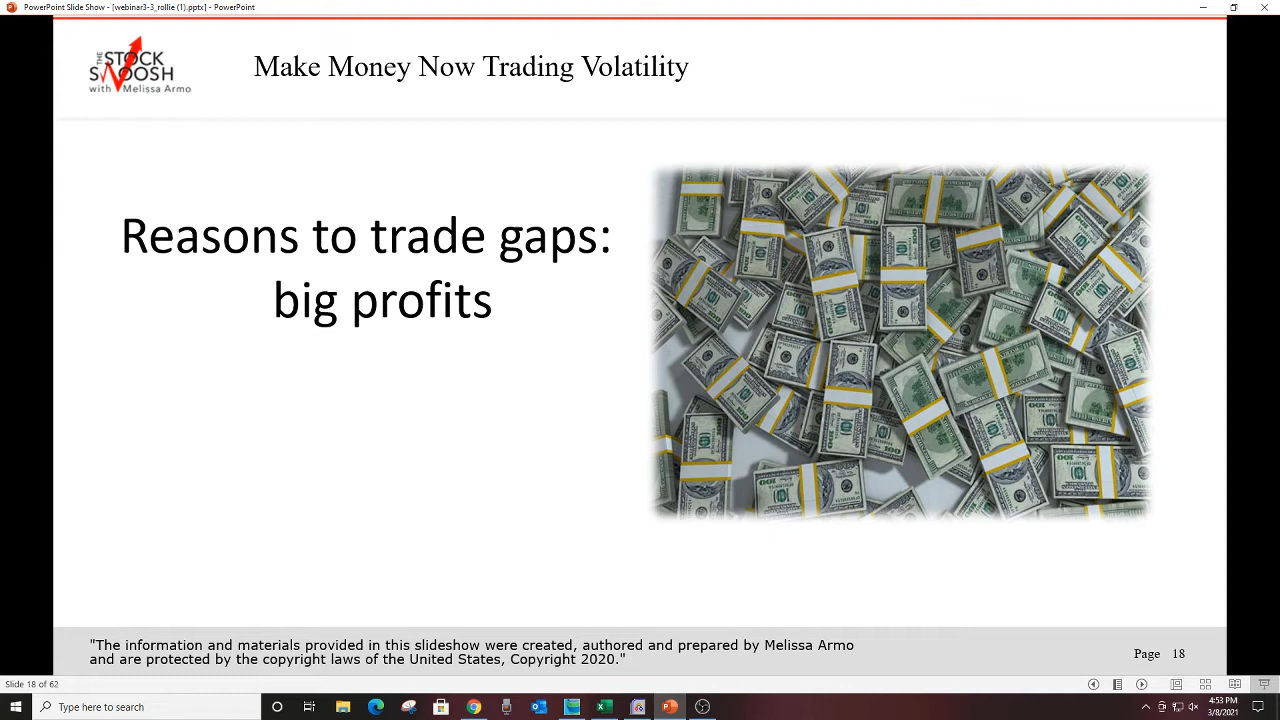 PowerPoint Slide Show - [webinar3-3_rollie (1).pptx] - PowerPoint
THE STOCK
SWOOSH
with Melissa Armo
Make Money Now Trading Volatility
Reasons to trade gaps:
big profits
"The information and materials provided in this slideshow were created, authored and prepared by Melissa Armo
and are protected by the copyright laws of the United States, Copyright 2020."
Page 18
Slide 18 of 62
Type here to search
4:53 PM
3/8/2021